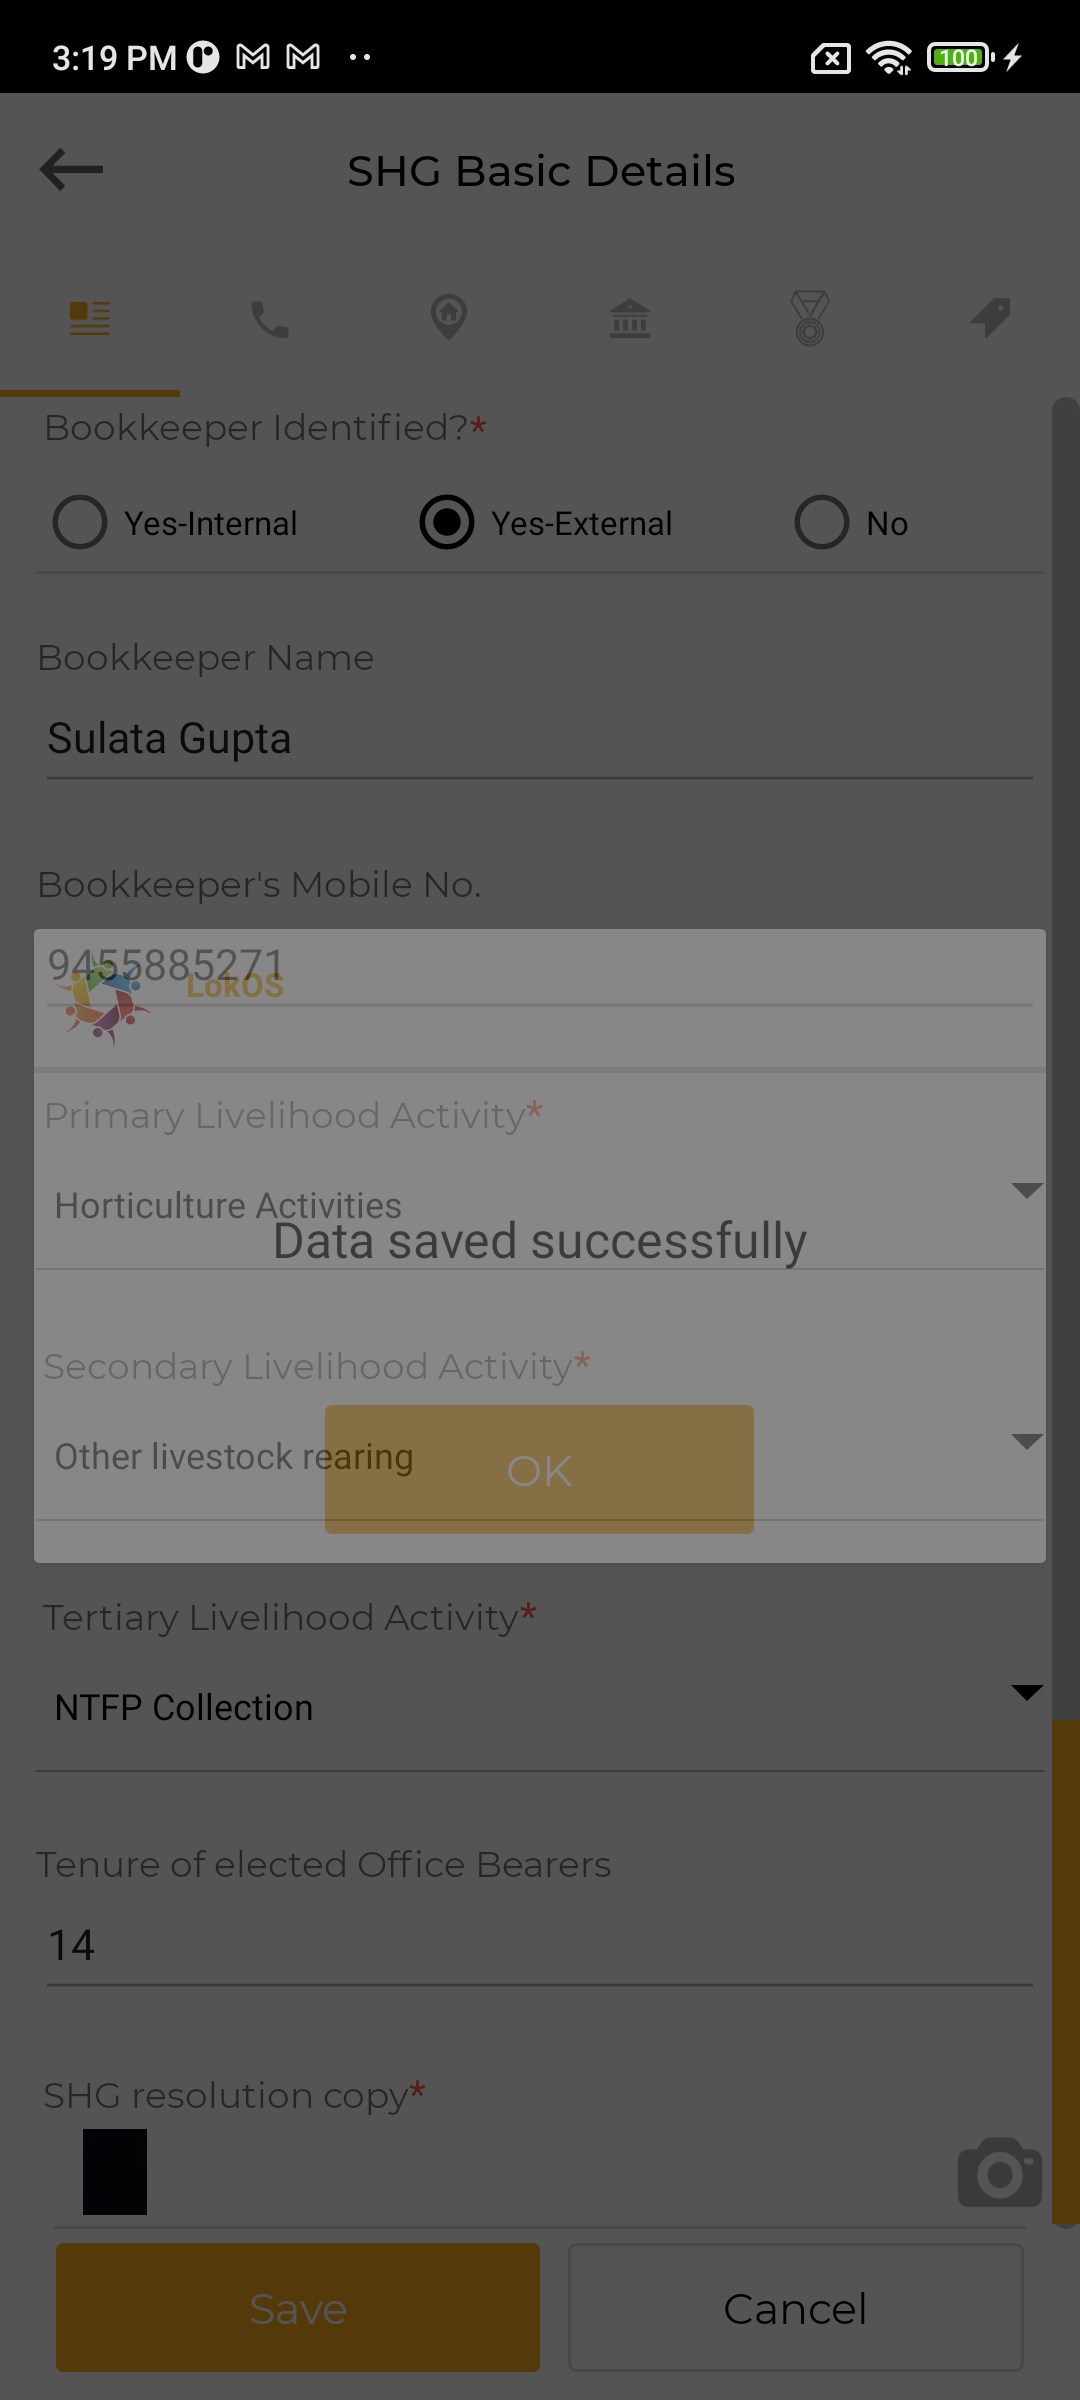 3:19 PM
100
SHG Basic Details
Bookkeeper Identified?*
Yes-Internal Yes-External No
Bookkeeper Name
Sulata Gupta
Bookkeeper's Mobile No.
9455885271
LokOS
Primary Livelihood Activity*
Horticulture Activities
Data saved successfully
Secondary Livelihood Activity*
Other livestock rearing
OK
Tertiary Livelihood Activity*
NTFP Collection
Tenure of elected Office Bearers
14
SHG resolution copy*
Save Cancel